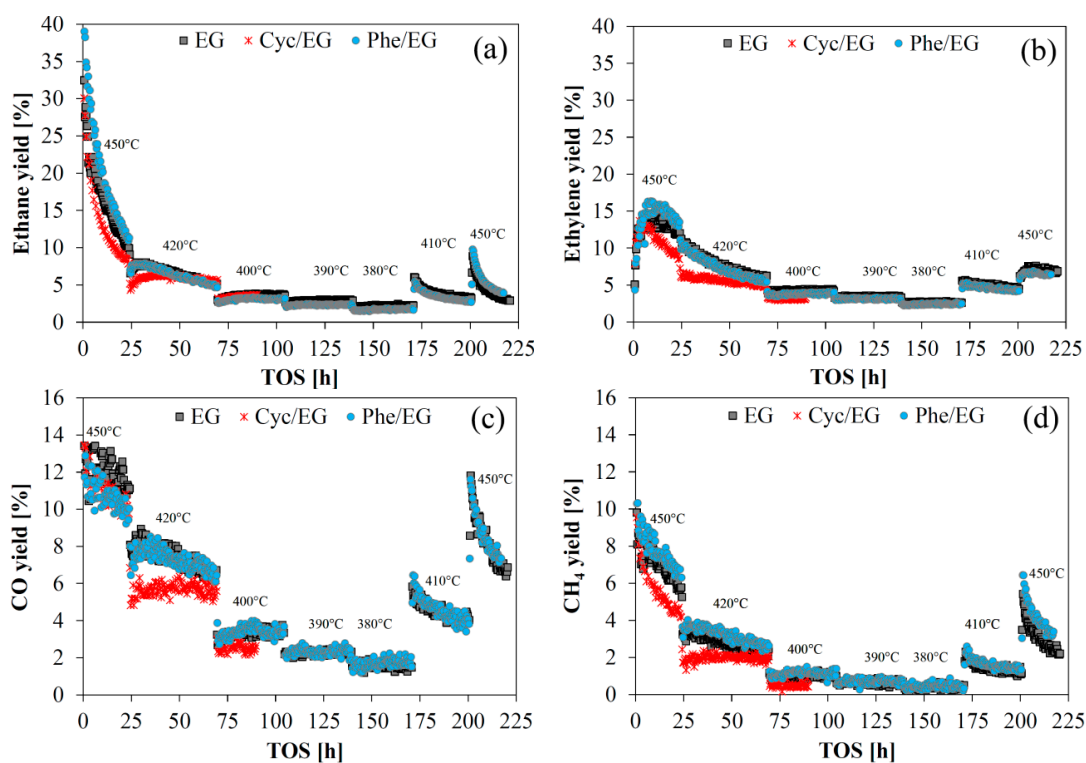 EG Cyc/EG Phe/EG (a)
Ethane yield [%]
40
35
30
25
20
15
10
5
0
450°C
420°C
400°C
390°C
380°C
410°C
450°C
0 25 50 75 100 125 150 175 200 225
TOS [h]
EG Cyc/EG Phe/EG (b)
Ethylene yield [%]
40
35
30
25
20
15
10
5
0
450°C
420°C
400°C
390°C
380°C
410°C
450°C
0 25 50 75 100 125 150 175 200 225
TOS [h]
EG Cyc/EG Phe/EG (c)
CO yield [%]
16
14
12
10
8
6
4
2
0
450°C
420°C
400°C
390°C
380°C
410°C
450°C
0 25 50 75 100 125 150 175 200 225
TOS [h]
EG Cyc/EG Phe/EG (d)
CH₄ yield [%]
16
14
12
10
8
6
4
2
0
450°C
420°C
400°C
390°C
380°C
410°C
450°C
0 25 50 75 100 125 150 175 200 225
TOS [h]